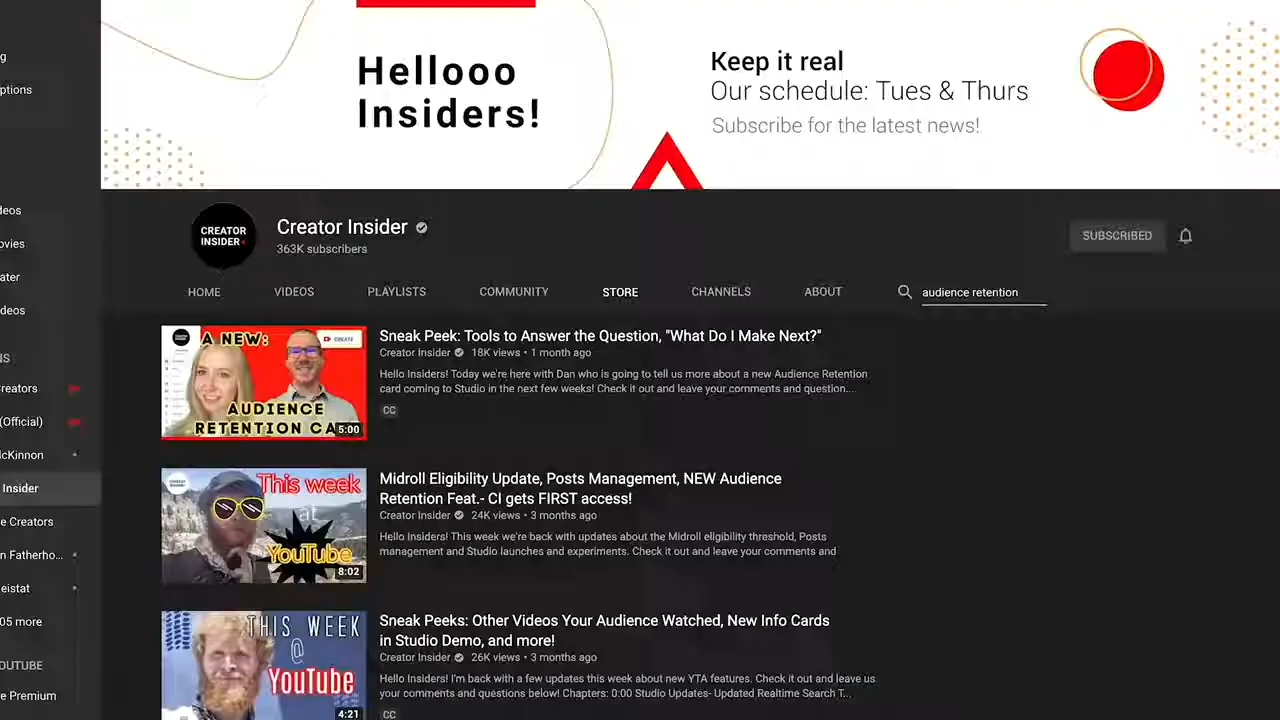 Hellooo
Insiders!
Keep it real
Our schedule: Tues & Thurs
Subscribe for the latest news!
g
ptions
deos
ovies
ater
deos
NS
reators
(Official)
cKinnon
Insider
e Creators
n Fatherho...
eistat
05 more
OUTUBE
e Premium
CREATOR
INSIDER
Creator Insider
363K subscribers
SUBSCRIBED
HOME VIDEOS PLAYLISTS COMMUNITY STORE CHANNELS ABOUT audience retention
A NEW:
CREATE
AUDIENCE
RETENTION CA
5:00
Sneak Peek: Tools to Answer the Question, "What Do I Make Next?"
Creator Insider 18K views • 1 month ago
Hello Insiders! Today we're here with Dan who is going to tell us more about a new Audience Retention
card coming to Studio in the next few weeks! Check it out and leave your comments and question...
CC
This week
at
YouTube
8:02
Midroll Eligibility Update, Posts Management, NEW Audience
Retention Feat.- CI gets FIRST access!
Creator Insider 24K views • 3 months ago
Hello Insiders! This week we're back with updates about the Midroll eligibility threshold, Posts
management and Studio launches and experiments. Check it out and leave your comments and
THIS WEEK
@
YouTube
4:21
Sneak Peeks: Other Videos Your Audience Watched, New Info Cards
in Studio Demo, and more!
Creator Insider 26K views • 3 months ago
Hello Insiders! I'm back with a few updates this week about new YTA features. Check it out and leave us
your comments and questions below! Chapters: 0:00 Studio Updates- Updated Realtime Search T...
CC